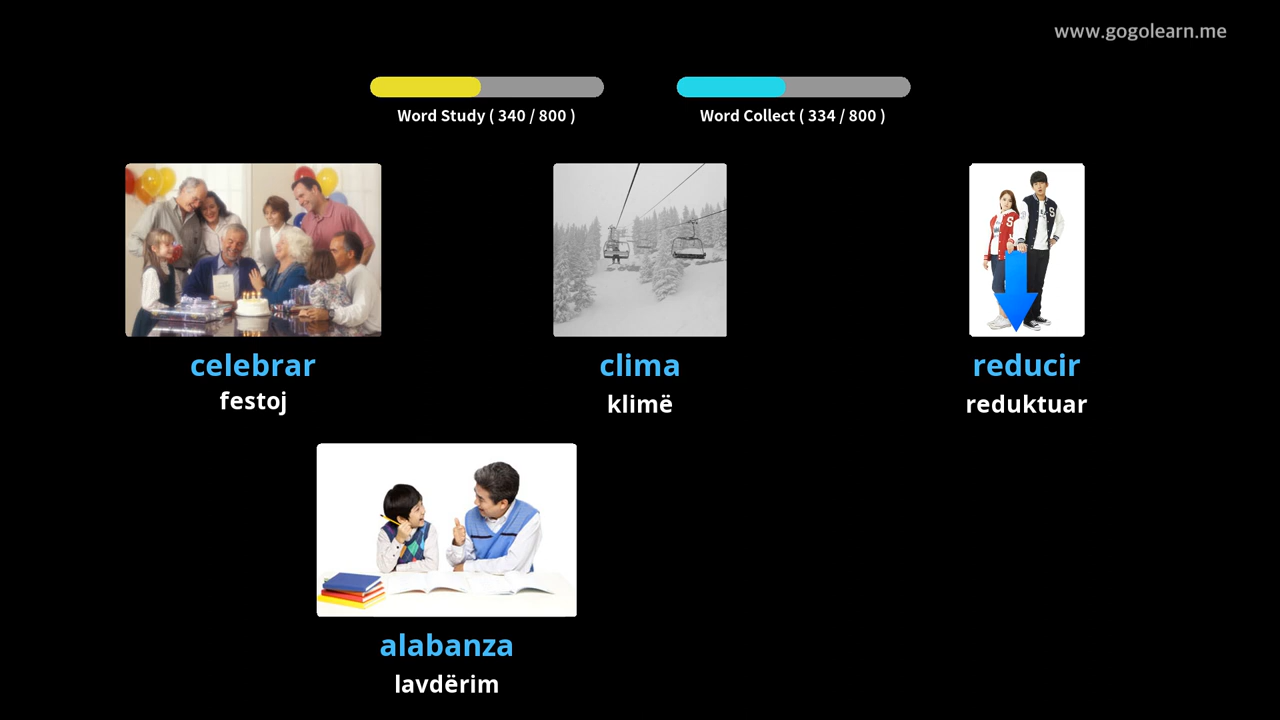 www.gogolearn.me
Word Study ( 340 / 800 )
Word Collect ( 334 / 800 )
celebrar
festoj
clima
klimë
reducir
reduktuar
alabanza
lavdërim